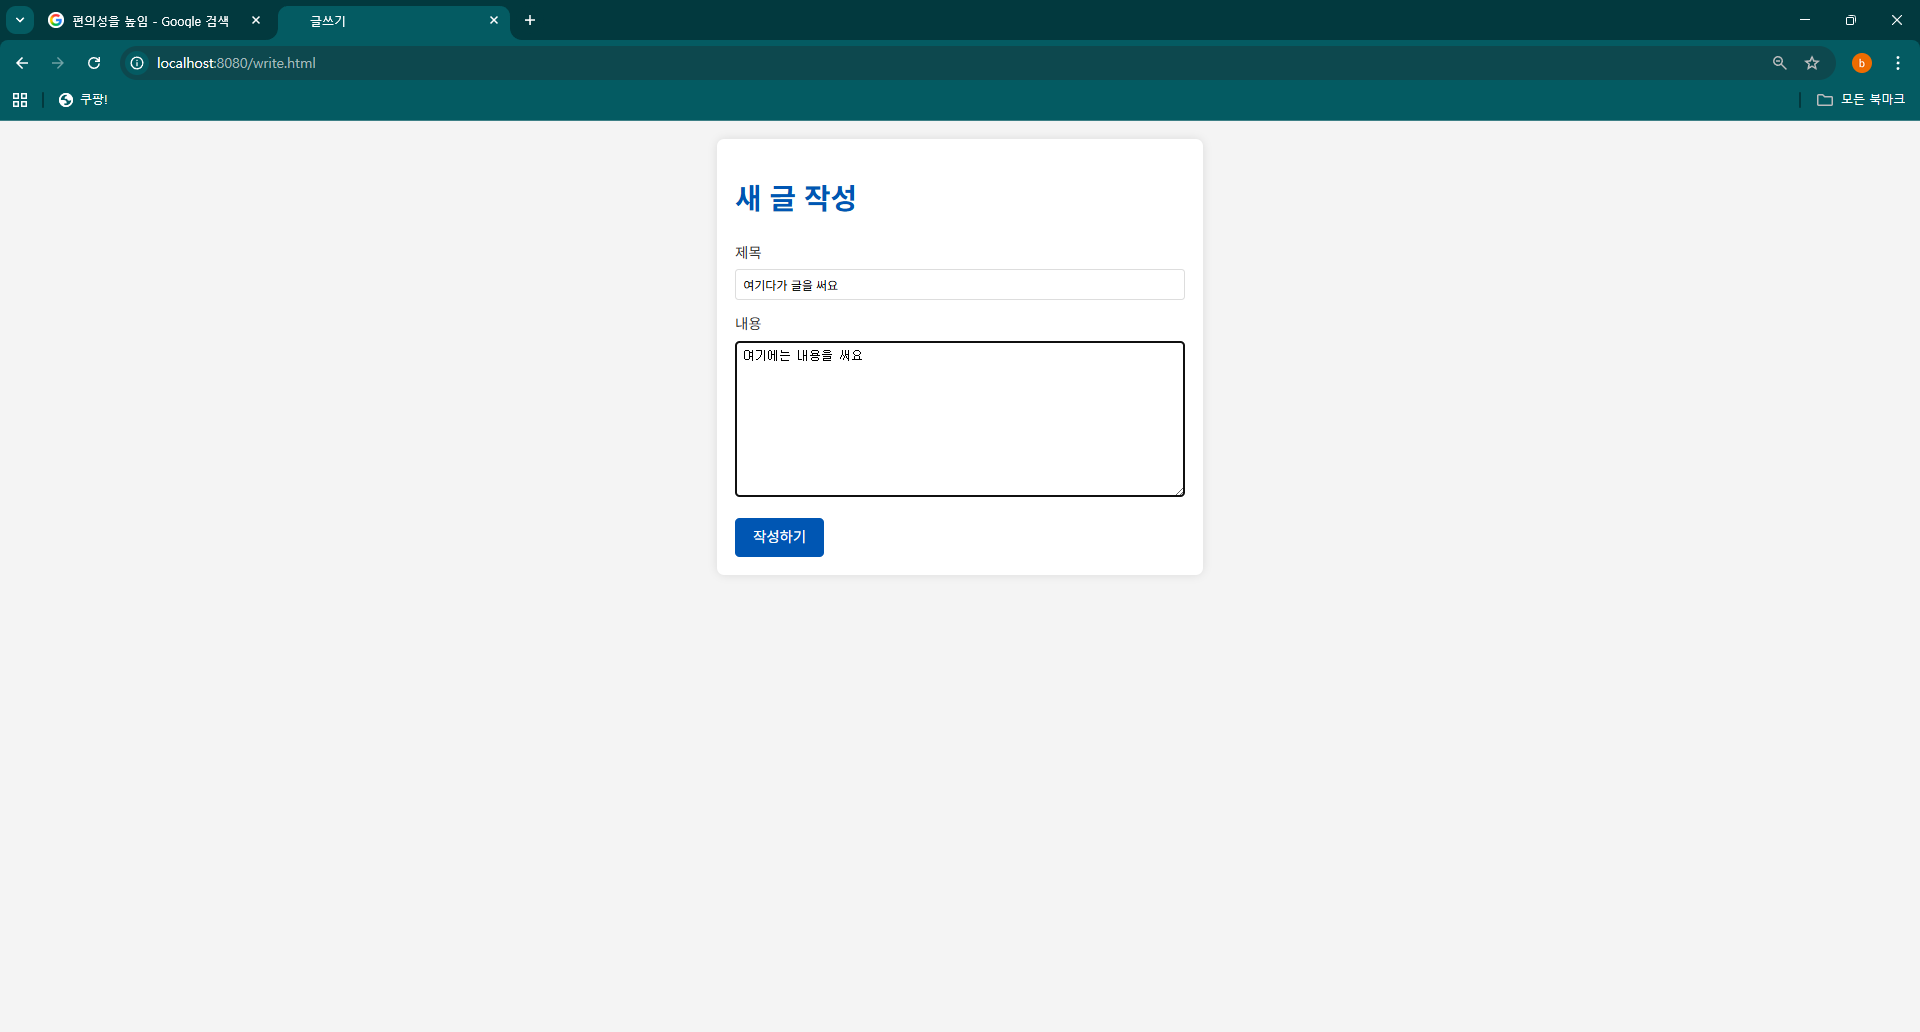 편의성을 높임 - Google 검색
글쓰기
localhost:8080/write.html
b
쿠팡!
모든 북마크
새 글 작성
제목
여기다가 글을 써요
내용
여기에는 내용을 써요
작성하기